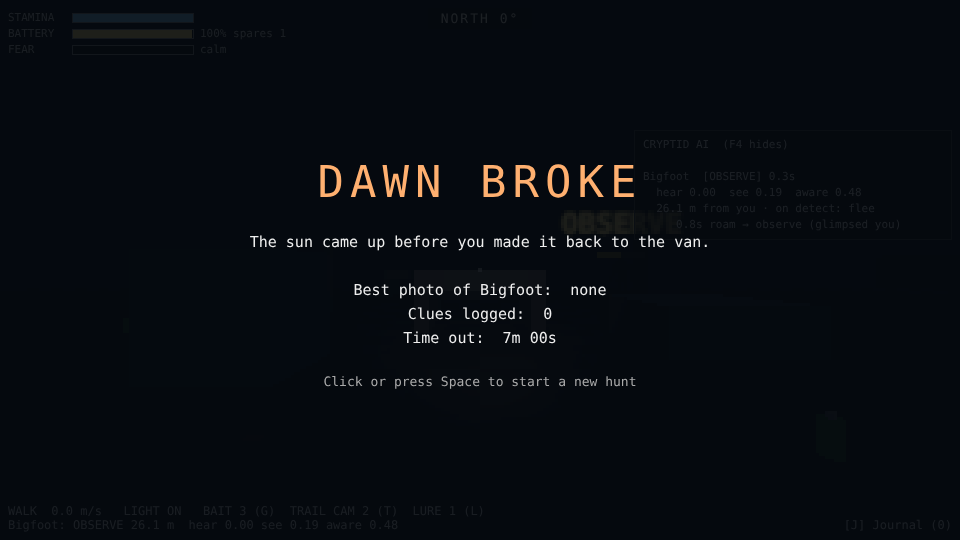 STAMINA
BATTERY 100% spares 1
FEAR calm
NORTH 0°
CRYPTID AI (F4 hides)
Bigfoot [OBSERVE] 0.3s
hear 0.00 see 0.19 aware 0.48
26.1 m from you · on detect: flee
0.8s roam → observe (glimpsed you)
OBSERVE
DAWN BROKE
The sun came up before you made it back to the van.
Best photo of Bigfoot: none
Clues logged: 0
Time out: 7m 00s
Click or press Space to start a new hunt
WALK 0.0 m/s LIGHT ON BAIT 3 (G) TRAIL CAM 2 (T) LURE 1 (L)
Bigfoot: OBSERVE 26.1 m hear 0.00 see 0.19 aware 0.48
[J] Journal (0)